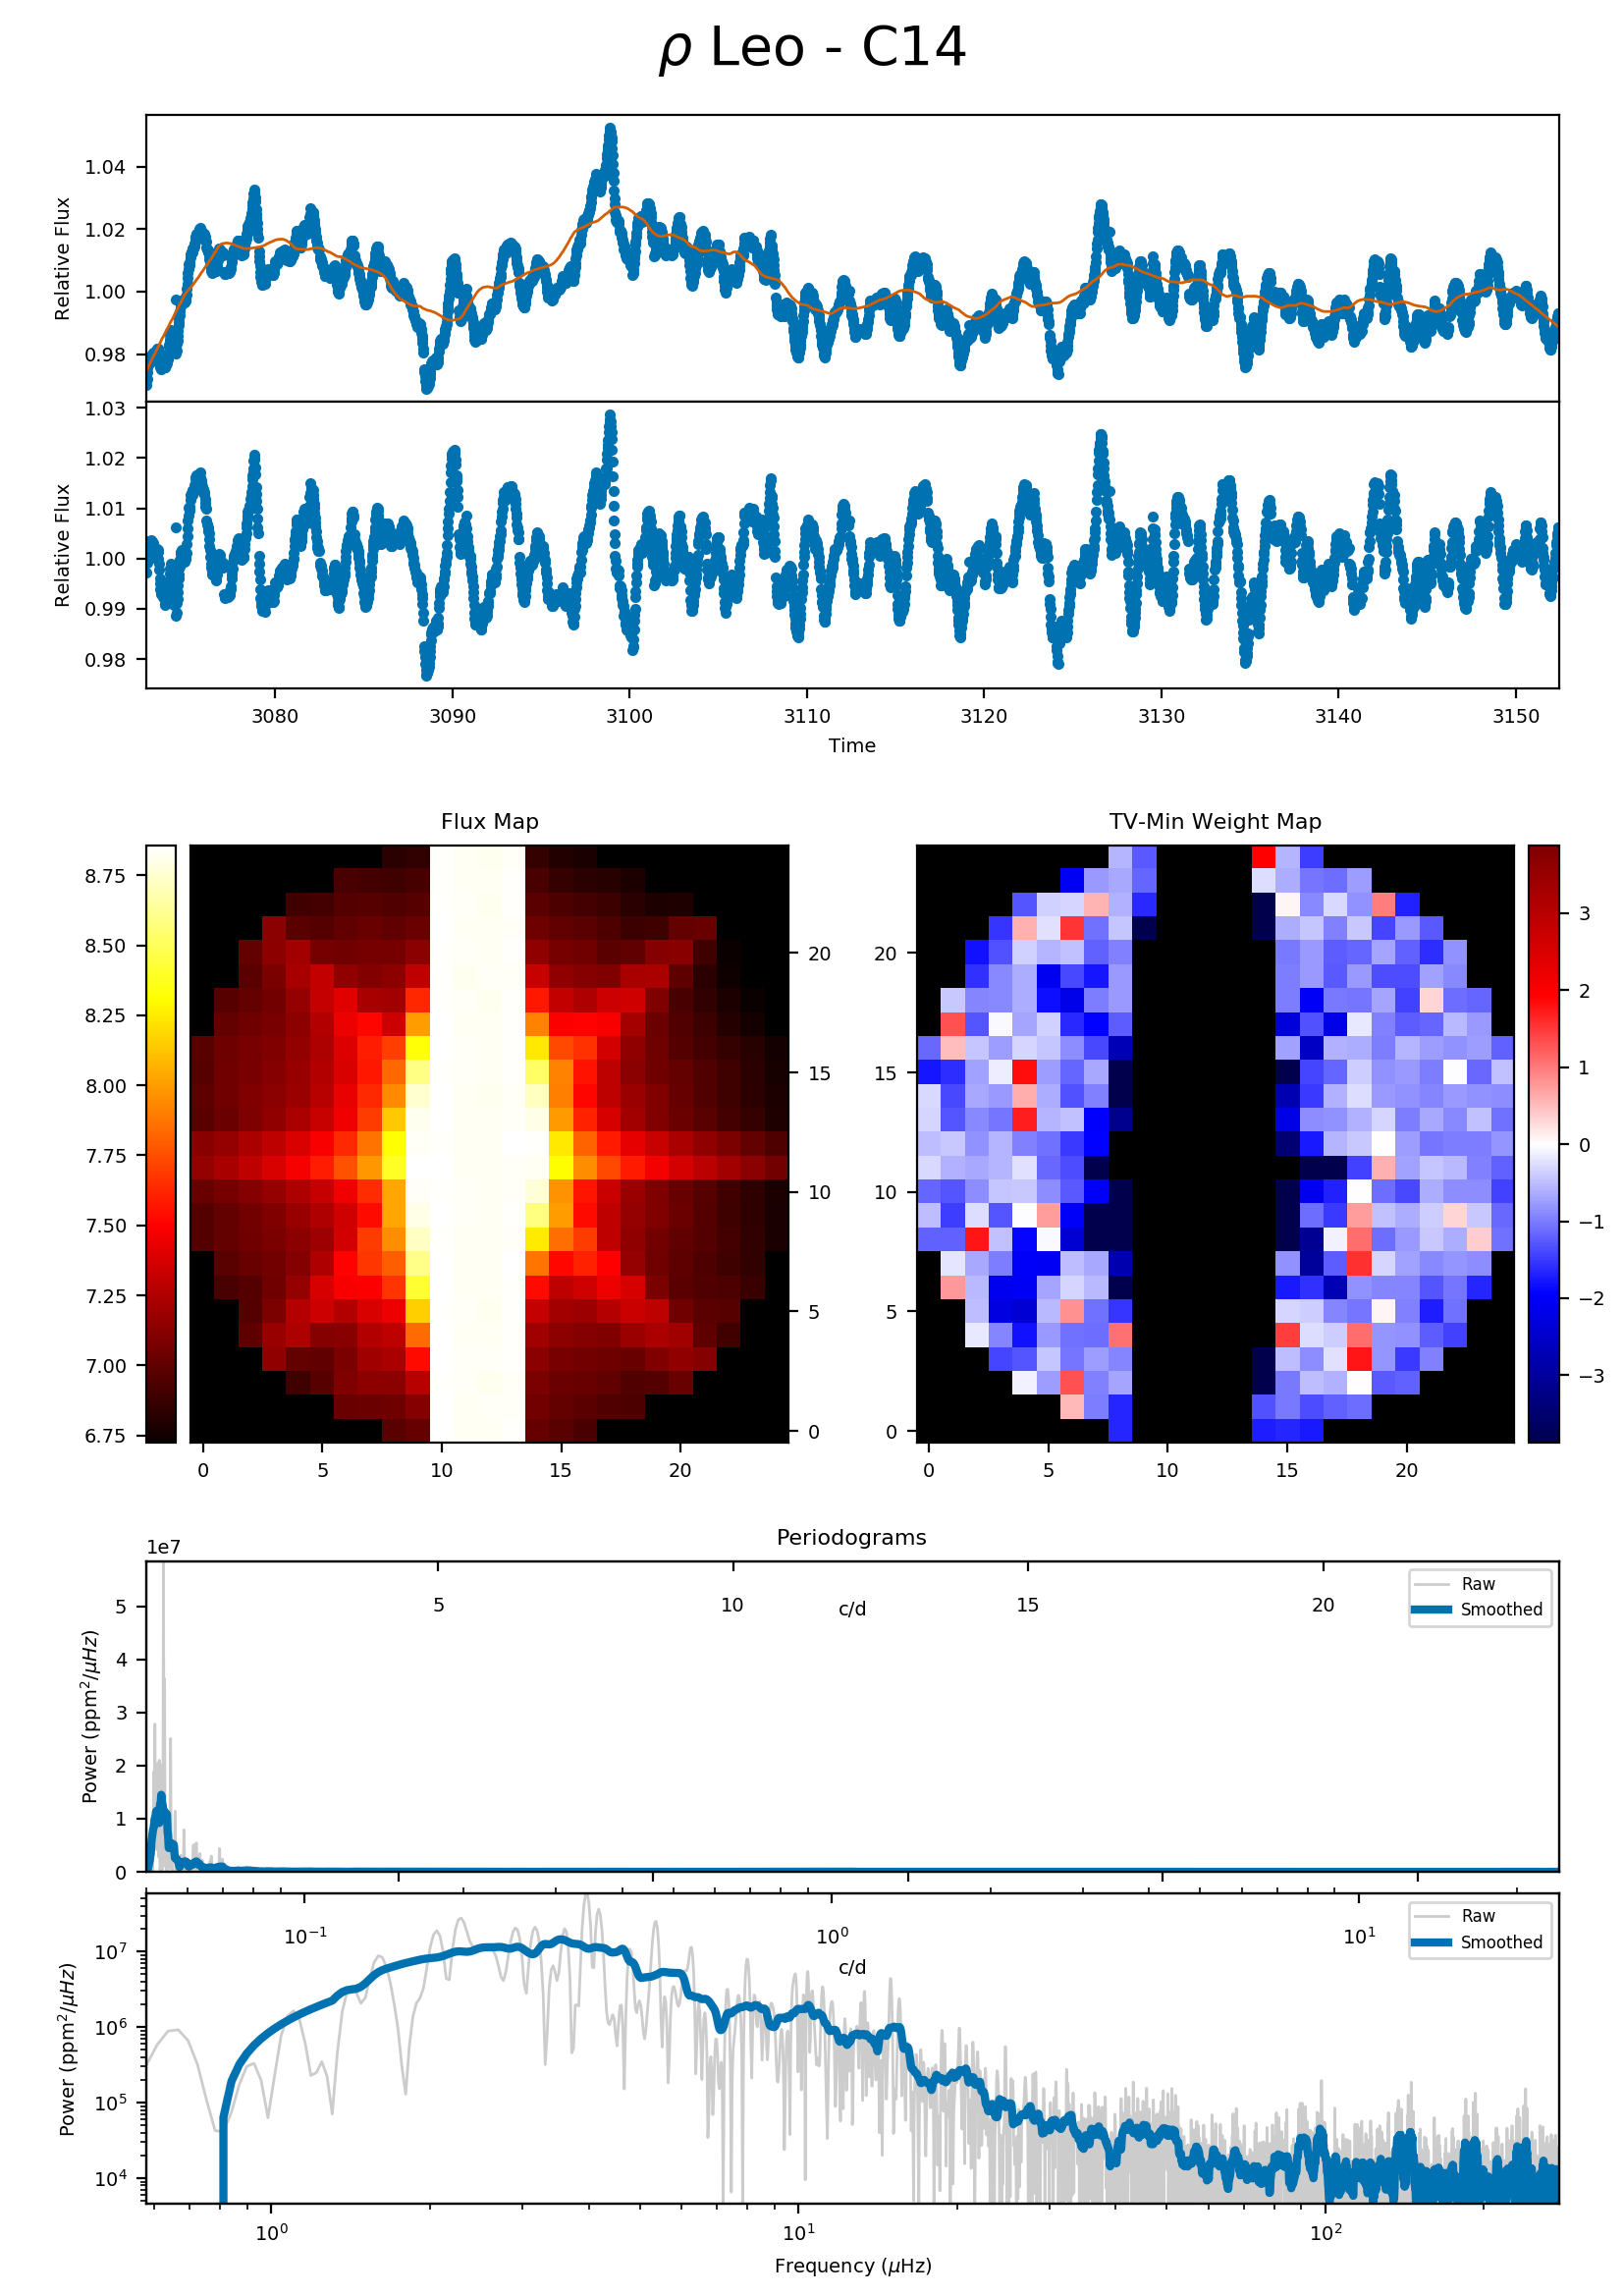 ρ Leo - C14
Relative Flux
1.04
1.02
1.00
0.98
Relative Flux
1.03
1.02
1.01
1.00
0.99
0.98
3080 3090 3100 3110 3120 3130 3140 3150
Time
Flux Map
8.75
8.50
8.25
8.00
7.75
7.50
7.25
7.00
6.75
20
15
10
5
0
0 5 10 15 20
TV-Min Weight Map
20
15
10
5
0
0 5 10 15 20
3
2
1
0
−1
−2
−3
Periodograms
1e7
Power (ppm²/μHz)
5
4
3
2
1
0
5 10 15 20
c/d
Raw
Smoothed
Power (ppm²/μHz)
10⁷
10⁶
10⁵
10⁴
10⁻¹ 10⁰ 10¹
c/d
Raw
Smoothed
10⁰ 10¹ 10²
Frequency (μHz)